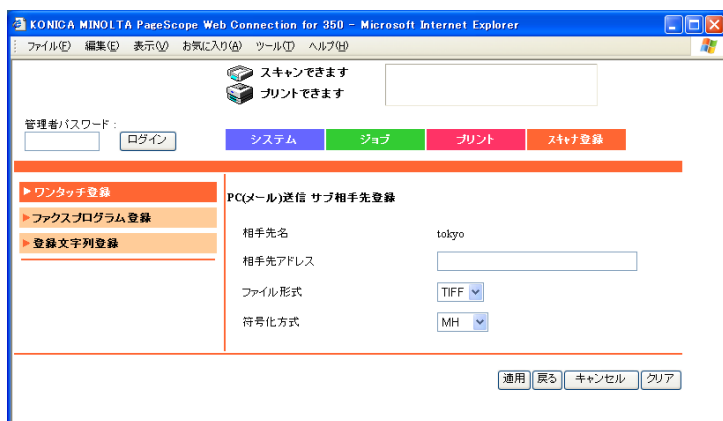 KONICA MINOLTA PageScope Web Connection for 350 - Microsoft Internet Explorer
ファイル(F) 編集(E) 表示(V) お気に入り(A) ツール(T) ヘルプ(H)
スキャンできます
プリントできます
管理者パスワード:
ログイン
システム ジョブ プリント スキャナ登録
▶ワンタッチ登録
▶ファクスプログラム登録
▶登録文字列登録
PC(メール)送信 サブ相手先登録
相手先名 tokyo
相手先アドレス
ファイル形式 TIFF
符号化方式 MH
適用 戻る キャンセル クリア